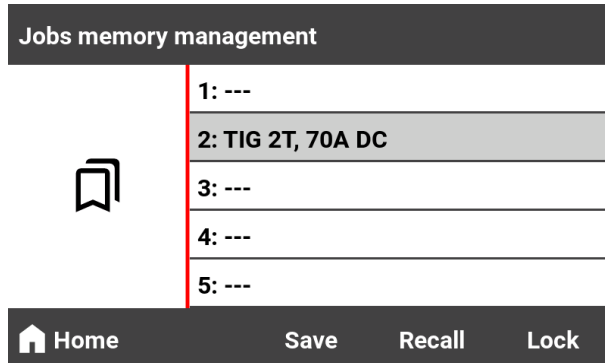 Jobs memory management
1: ---
2: TIG 2T, 70A DC
3: ---
4: ---
5: ---
Home Save Recall Lock